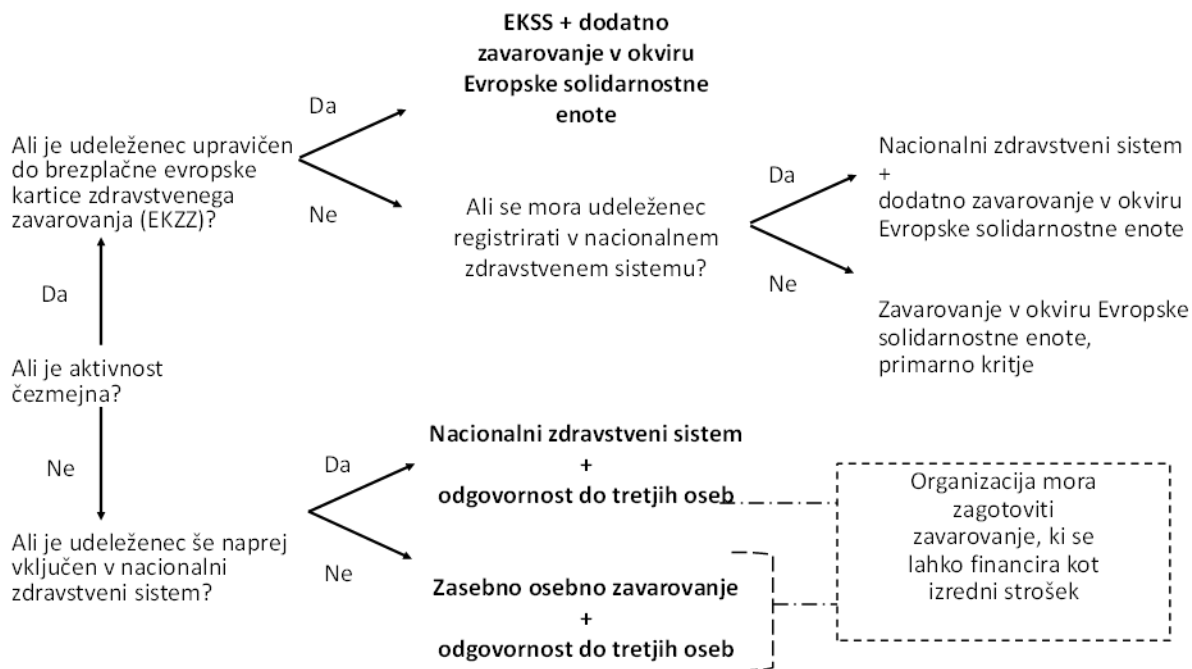 EKSS + dodatno
zavarovanje v okviru
Evropske solidarnostne
enote
Da
Ali je udeleženec upravičen
do brezplačne evropske
kartice zdravstvenega
zavarovanja (EKZZ)?
Ne
Ali se mora udeleženec
registrirati v nacionalnem
zdravstvenem sistemu?
Da
Nacionalni zdravstveni sistem
+
dodatno zavarovanje v okviru
Evropske solidarnostne enote
Ne
Zavarovanje v okviru Evropske
solidarnostne enote,
primarno kritje
Da
Ali je aktivnost
čezmejna?
Ne
Ali je udeleženec še naprej
vključen v nacionalni
zdravstveni sistem?
Da
Nacionalni zdravstveni sistem
+
odgovornost do tretjih oseb
Ne
Zasebno osebno zavarovanje
+
odgovornost do tretjih oseb
Organizacija mora
zagotoviti
zavarovanje, ki se
lahko financira kot
izredni strošek